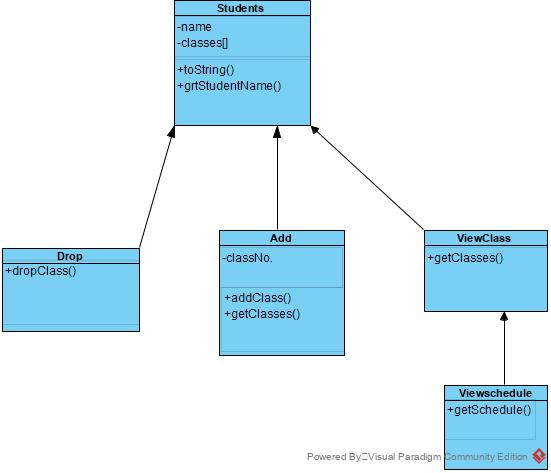 Students
-name
-classes[]
+toString()
+grtStudentName()
Drop
+dropClass()
Add
-classNo.
+addClass()
+getClasses()
ViewClass
+getClasses()
Viewschedule
+getSchedule()
Powered By Visual Paradigm Community Edition